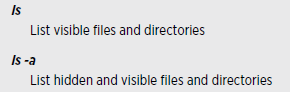 ls
List visible files and directories
ls -a
List hidden and visible files and directories